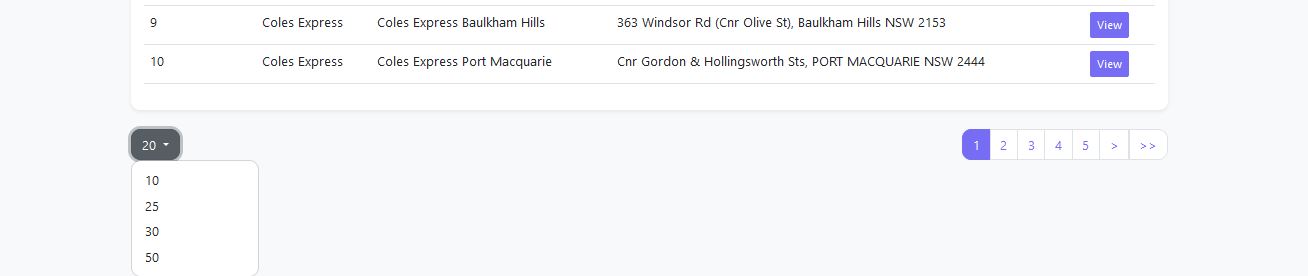 9 Coles Express Coles Express Baulkham Hills 363 Windsor Rd (Cnr Olive St), Baulkham Hills NSW 2153 View
10 Coles Express Coles Express Port Macquarie Cnr Gordon & Hollingsworth Sts, PORT MACQUARIE NSW 2444 View
20 1 2 3 4 5 > >>
10
25
30
50